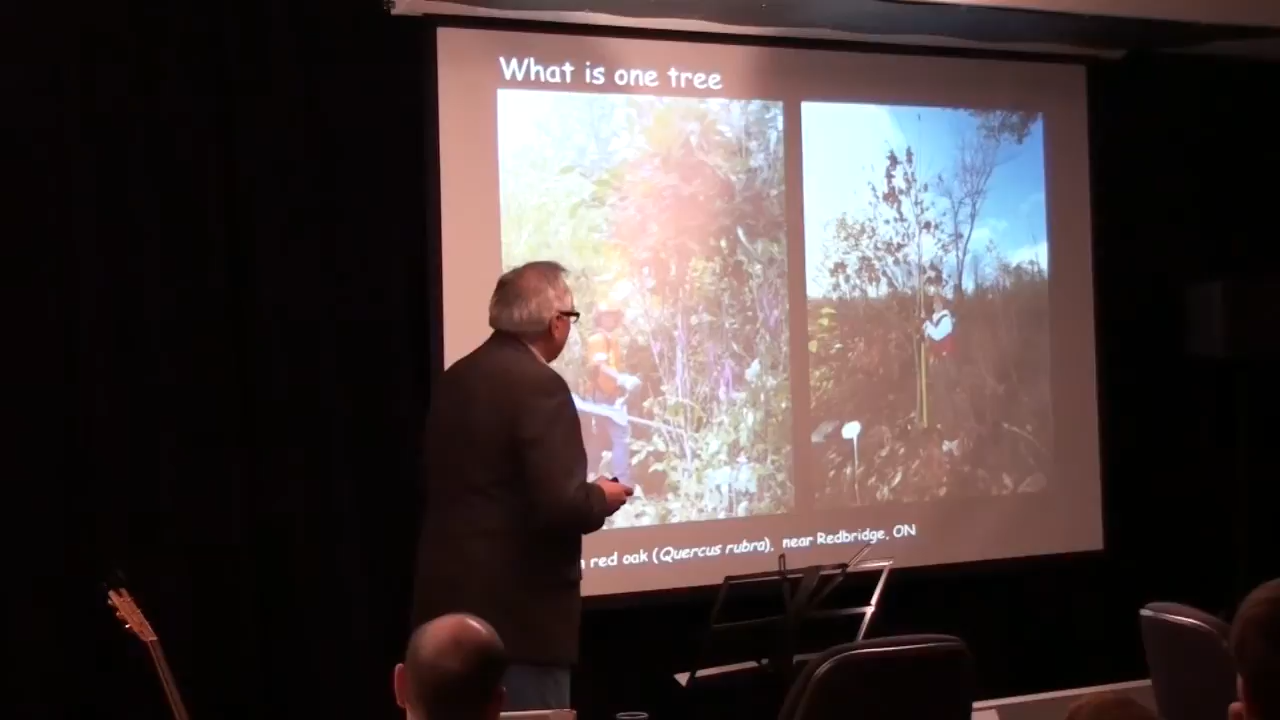 What is one tree
red oak (Quercus rubra), near Redbridge, ON